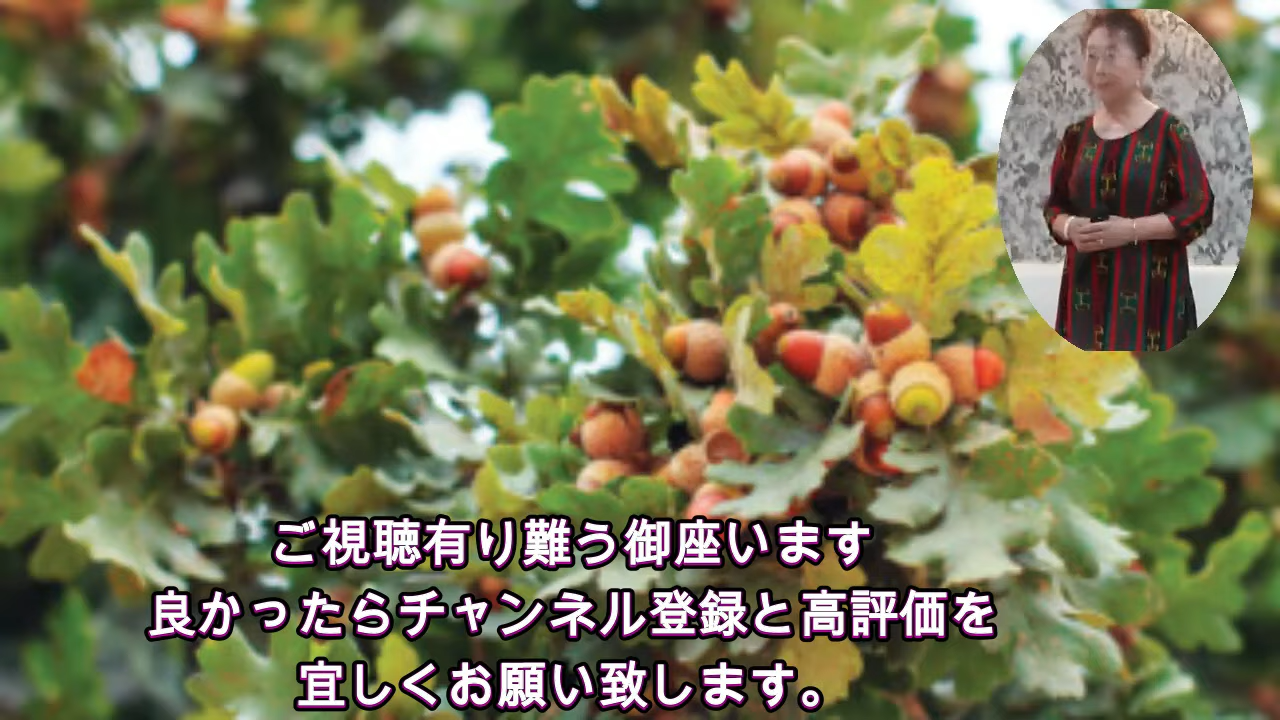 ご視聴有り難う御座います
良かったらチャンネル登録と高評価を
宜しくお願い致します。